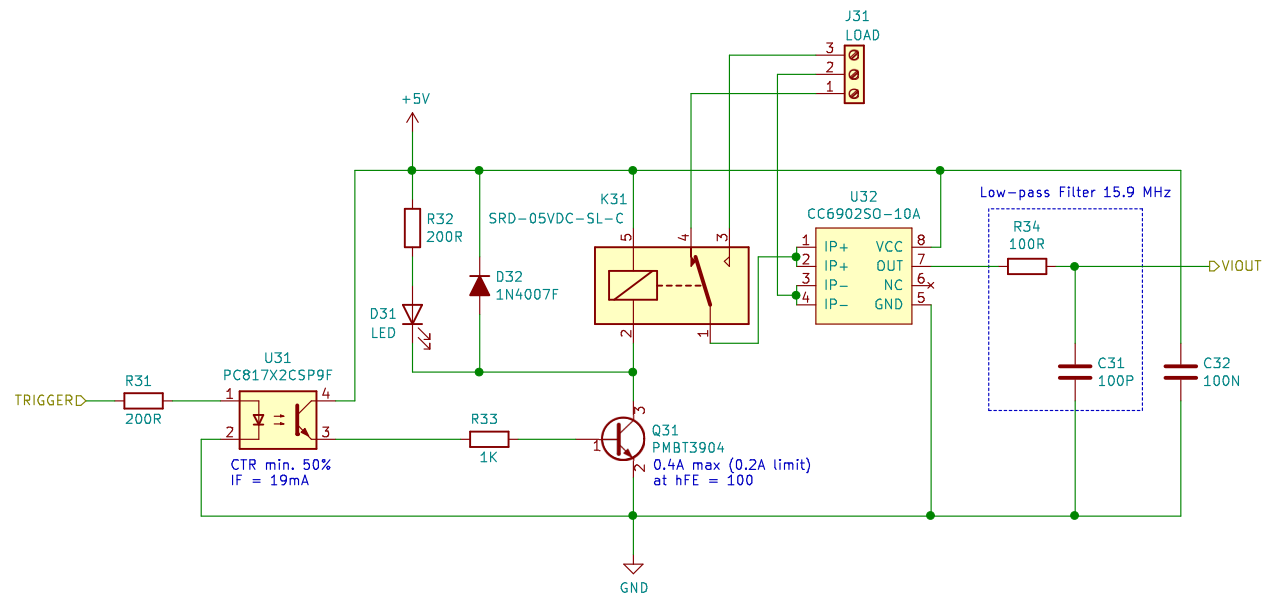 J31
LOAD
3
2
1
+5V
Low-pass Filter 15.9 MHz
K31
SRD-05VDC-SL-C
U32
CC6902SO-10A
R32
200R
5
4
3
R34
100R
1 IP+ VCC 8
2 IP+ OUT 7
3 IP- NC 6
4 IP- GND 5
VIOUT
D32
1N4007F
D31
LED
2
1
U31
PC817X2CSP9F
C31
100P
C32
100N
R31
TRIGGER
200R
1
4
2
3
R33
1K
3
1
2
Q31
PMBT3904
0.4A max (0.2A limit)
at hFE = 100
CTR min. 50%
IF = 19mA
GND